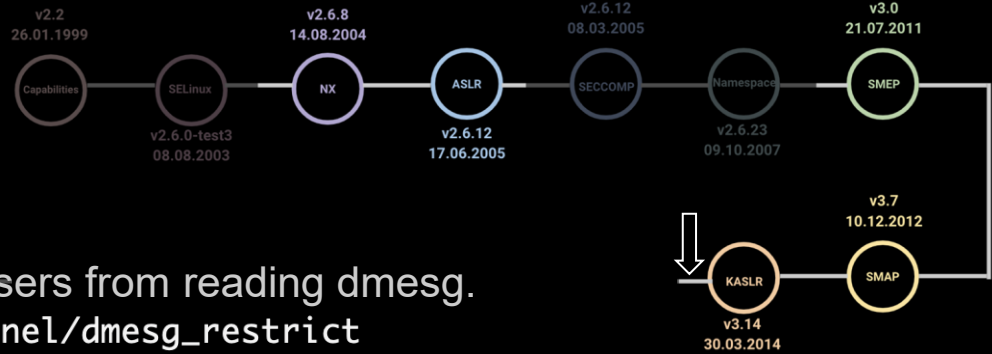 v2.2
26.01.1999
Capabilities
SELinux
v2.6.0-test3
08.08.2003
v2.6.8
14.08.2004
NX
ASLR
v2.6.12
17.06.2005
v2.6.12
08.03.2005
SECCOMP
Namespace
v2.6.23
09.10.2007
v3.0
21.07.2011
SMEP
v3.7
10.12.2012
SMAP
KASLR
v3.14
30.03.2014
sers from reading dmesg.
nel/dmesg_restrict